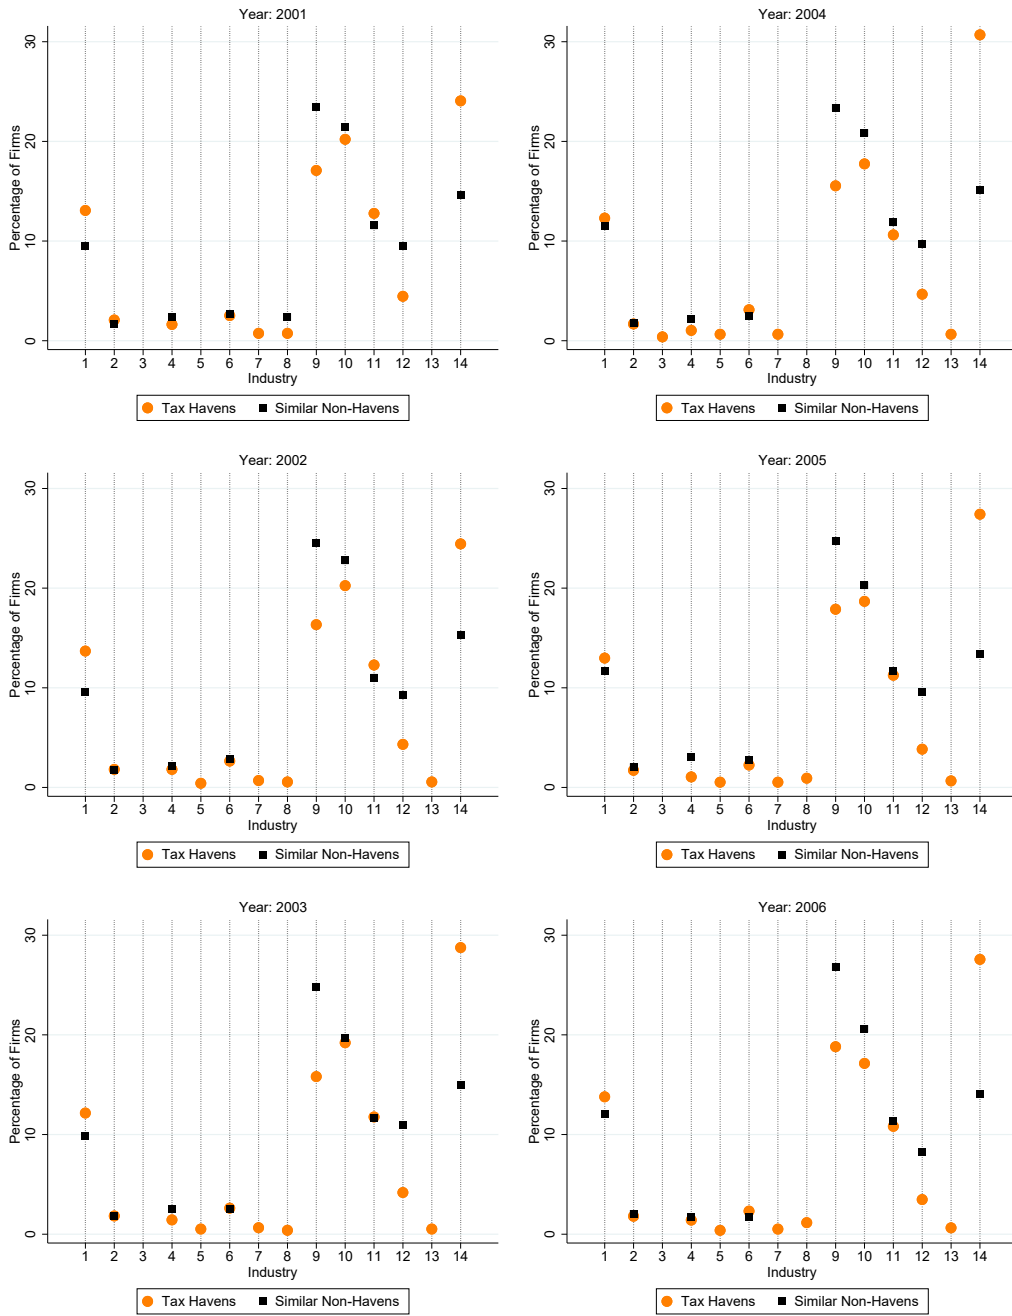 Year: 2001
Percentage of Firms
30
20
10
0
1 2 3 4 5 6 7 8 9 10 11 12 13 14
Industry
Tax Havens Similar Non-Havens
Year: 2004
Percentage of Firms
30
20
10
0
1 2 3 4 5 6 7 8 9 10 11 12 13 14
Industry
Tax Havens Similar Non-Havens
Year: 2002
Percentage of Firms
30
20
10
0
1 2 3 4 5 6 7 8 9 10 11 12 13 14
Industry
Tax Havens Similar Non-Havens
Year: 2005
Percentage of Firms
30
20
10
0
1 2 3 4 5 6 7 8 9 10 11 12 13 14
Industry
Tax Havens Similar Non-Havens
Year: 2003
Percentage of Firms
30
20
10
0
1 2 3 4 5 6 7 8 9 10 11 12 13 14
Industry
Tax Havens Similar Non-Havens
Year: 2006
Percentage of Firms
30
20
10
0
1 2 3 4 5 6 7 8 9 10 11 12 13 14
Industry
Tax Havens Similar Non-Havens